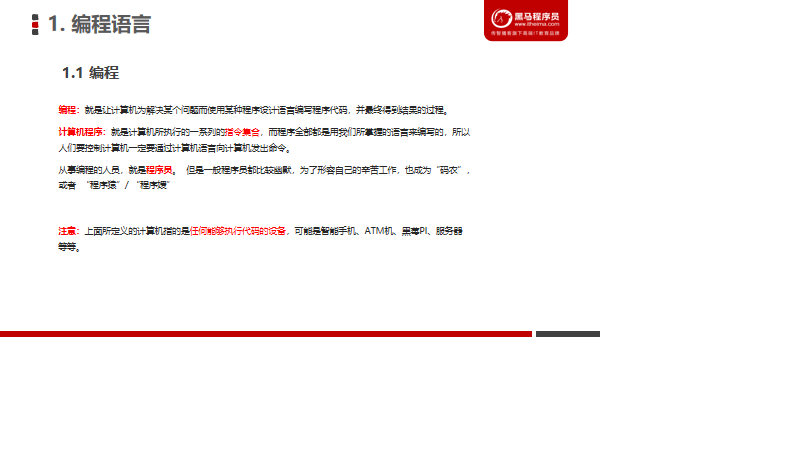 1. 编程语言
黑马程序员
www.itheima.com
传智播客旗下高端IT教育品牌
1.1 编程
编程：就是让计算机为解决某个问题而使用某种程序设计语言编写程序代码，并最终得到结果的过程。
计算机程序：就是计算机所执行的一系列的指令集合，而程序全部都是用我们所掌握的语言来编写的，所以
人们要控制计算机一定要通过计算机语言向计算机发出命令。
从事编程的人员，就是程序员。 但是一般程序员都比较幽默，为了形容自己的辛苦工作，也成为“码农”，
或者 “程序猿”/ “程序媛”
注意：上面所定义的计算机指的是任何能够执行代码的设备，可能是智能手机、ATM机、黑莓PI、服务器
等等。